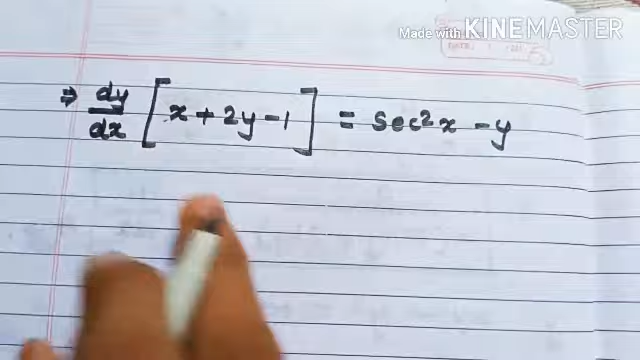 Made with KINEMASTER
⇒ dy/dx [x + 2y - 1] = sec²x - y